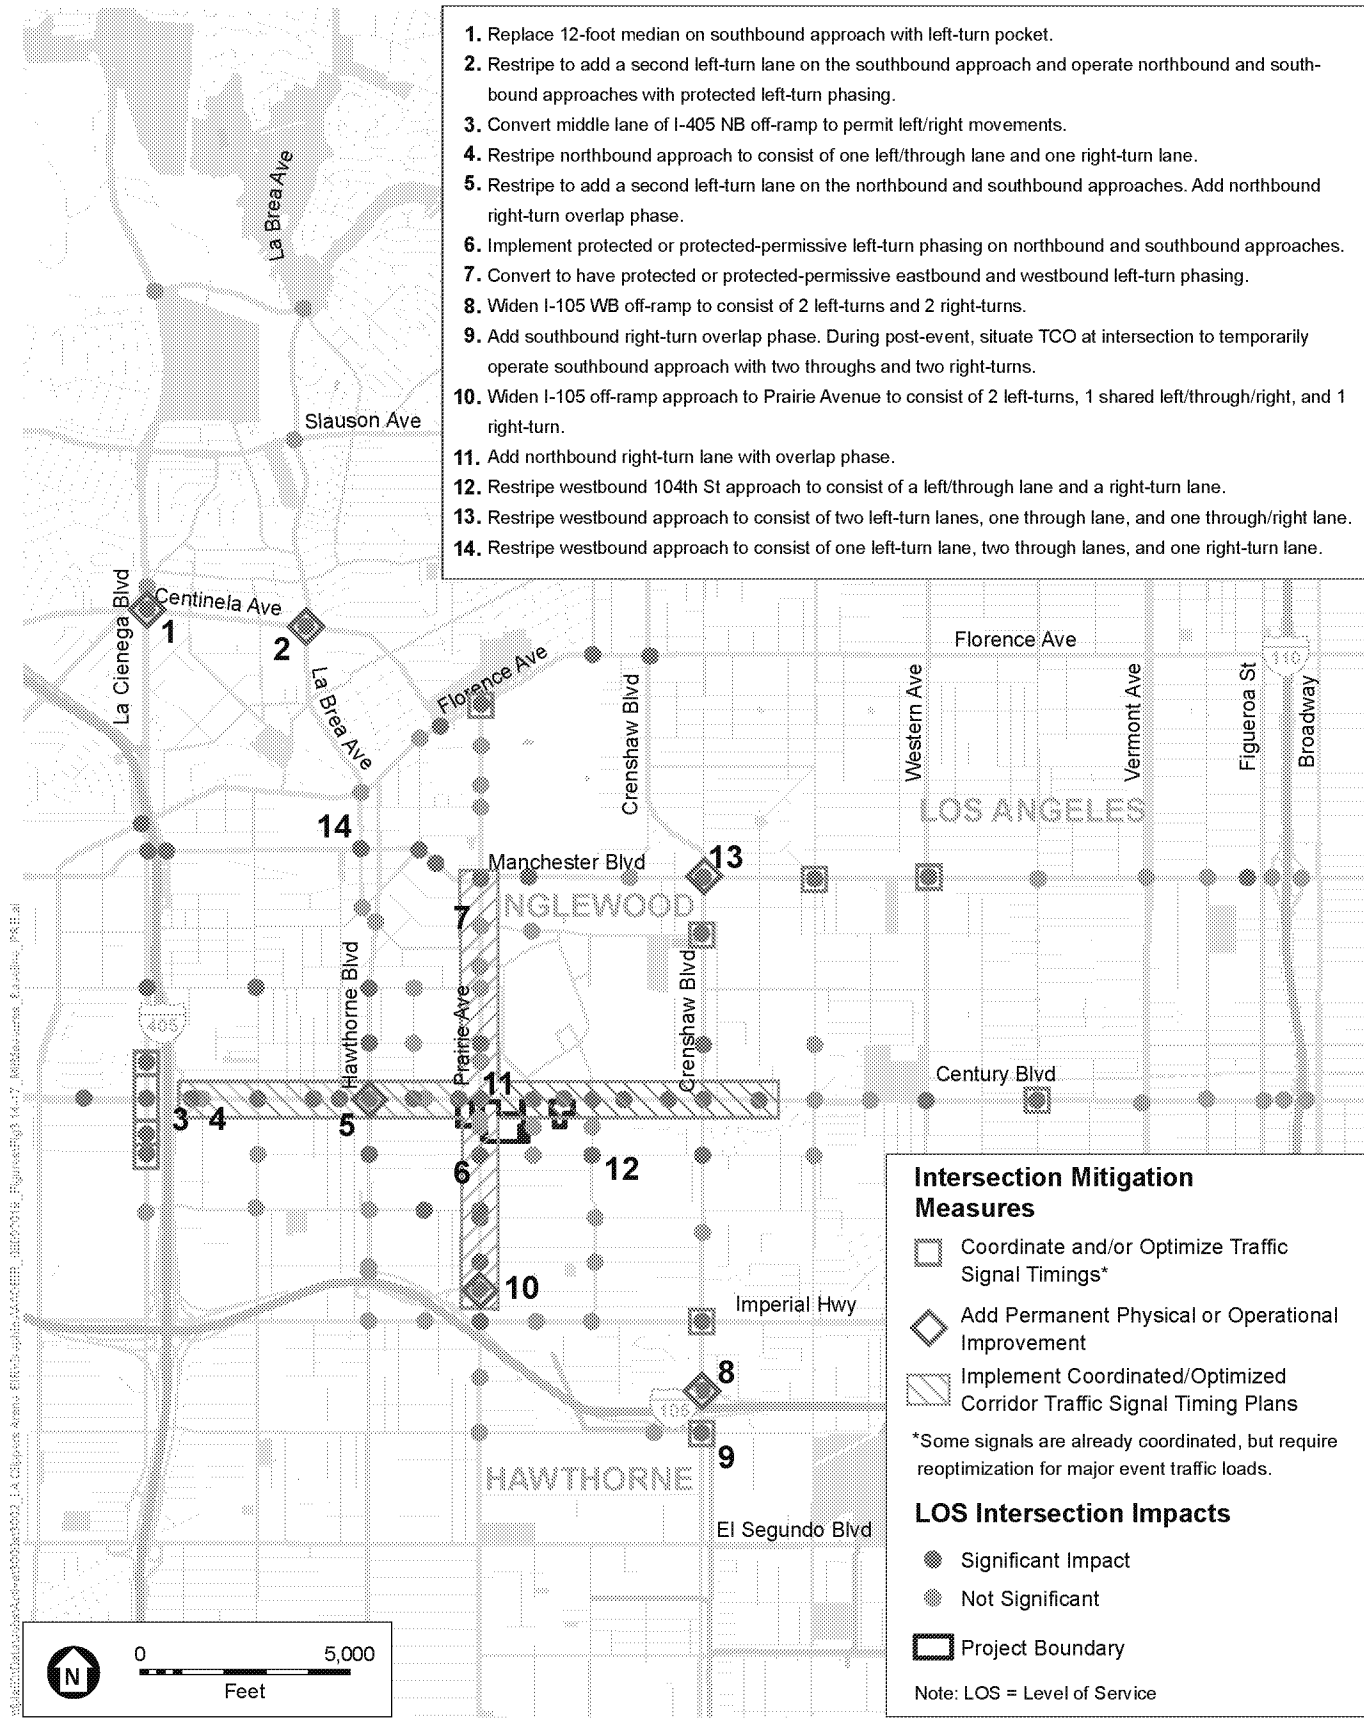 1. Replace 12-foot median on southbound approach with left-turn pocket.
2. Restripe to add a second left-turn lane on the southbound approach and operate northbound and south-
bound approaches with protected left-turn phasing.
3. Convert middle lane of I-405 NB off-ramp to permit left/right movements.
4. Restripe northbound approach to consist of one left/through lane and one right-turn lane.
5. Restripe to add a second left-turn lane on the northbound and southbound approaches. Add northbound
right-turn overlap phase.
6. Implement protected or protected-permissive left-turn phasing on northbound and southbound approaches.
7. Convert to have protected or protected-permissive eastbound and westbound left-turn phasing.
8. Widen I-105 WB off-ramp to consist of 2 left-turns and 2 right-turns.
9. Add southbound right-turn overlap phase. During post-event, situate TCO at intersection to temporarily
operate southbound approach with two throughs and two right-turns.
10. Widen I-105 off-ramp approach to Prairie Avenue to consist of 2 left-turns, 1 shared left/through/right, and 1
right-turn.
11. Add northbound right-turn lane with overlap phase.
12. Restripe westbound 104th St approach to consist of a left/through lane and a right-turn lane.
13. Restripe westbound approach to consist of two left-turn lanes, one through lane, and one through/right lane.
14. Restripe westbound approach to consist of one left-turn lane, two through lanes, and one right-turn lane.
La Brea Ave
Slauson Ave
La Cienega Blvd
Centinela Ave
1
2
La Brea Ave
Florence Ave
Florence Ave
Crenshaw Blvd
Western Ave
Vermont Ave
Figueroa St
110
Broadway
LOS ANGELES
14
Manchester Blvd
13
7
NGLEWOOD
Hawthorne Blvd
Prairie Ave
Crenshaw Blvd
405
Century Blvd
3
4
5
11
6
12
10
Imperial Hwy
8
105
9
HAWTHORNE
El Segundo Blvd
Intersection Mitigation
Measures
Coordinate and/or Optimize Traffic
Signal Timings*
Add Permanent Physical or Operational
Improvement
Implement Coordinated/Optimized
Corridor Traffic Signal Timing Plans
*Some signals are already coordinated, but require
reoptimization for major event traffic loads.
LOS Intersection Impacts
Significant Impact
Not Significant
Project Boundary
Note: LOS = Level of Service
N
0
5,000
Feet